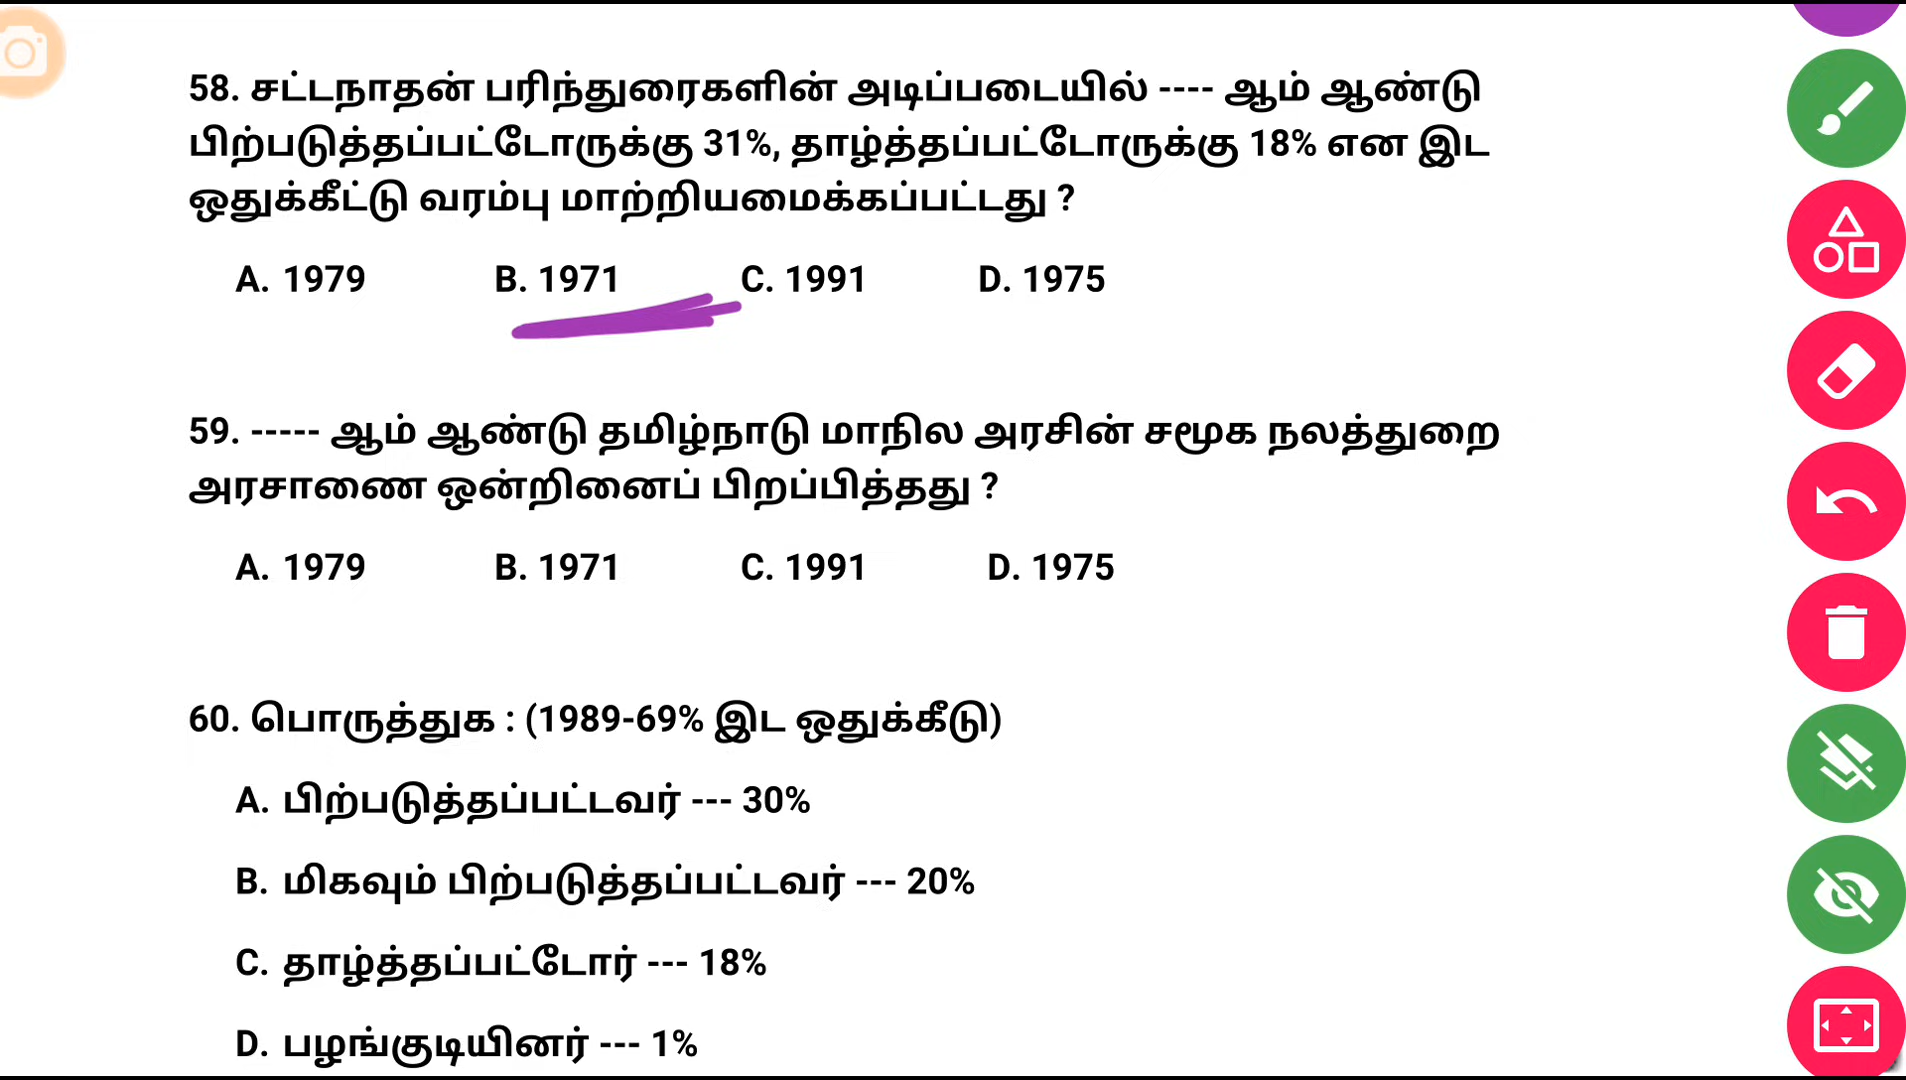 58. சட்டநாதன் பரிந்துரைகளின் அடிப்படையில் ---- ஆம் ஆண்டு
பிற்படுத்தப்பட்டோருக்கு 31%, தாழ்த்தப்பட்டோருக்கு 18% என இட
ஒதுக்கீட்டு வரம்பு மாற்றியமைக்கப்பட்டது ?
A. 1979 B. 1971 C. 1991 D. 1975
59. ----- ஆம் ஆண்டு தமிழ்நாடு மாநில அரசின் சமூக நலத்துறை
அரசாணை ஒன்றினைப் பிறப்பித்தது ?
A. 1979 B. 1971 C. 1991 D. 1975
60. பொருத்துக : (1989-69% இட ஒதுக்கீடு)
A. பிற்படுத்தப்பட்டவர் --- 30%
B. மிகவும் பிற்படுத்தப்பட்டவர் --- 20%
C. தாழ்த்தப்பட்டோர் --- 18%
D. பழங்குடியினர் --- 1%